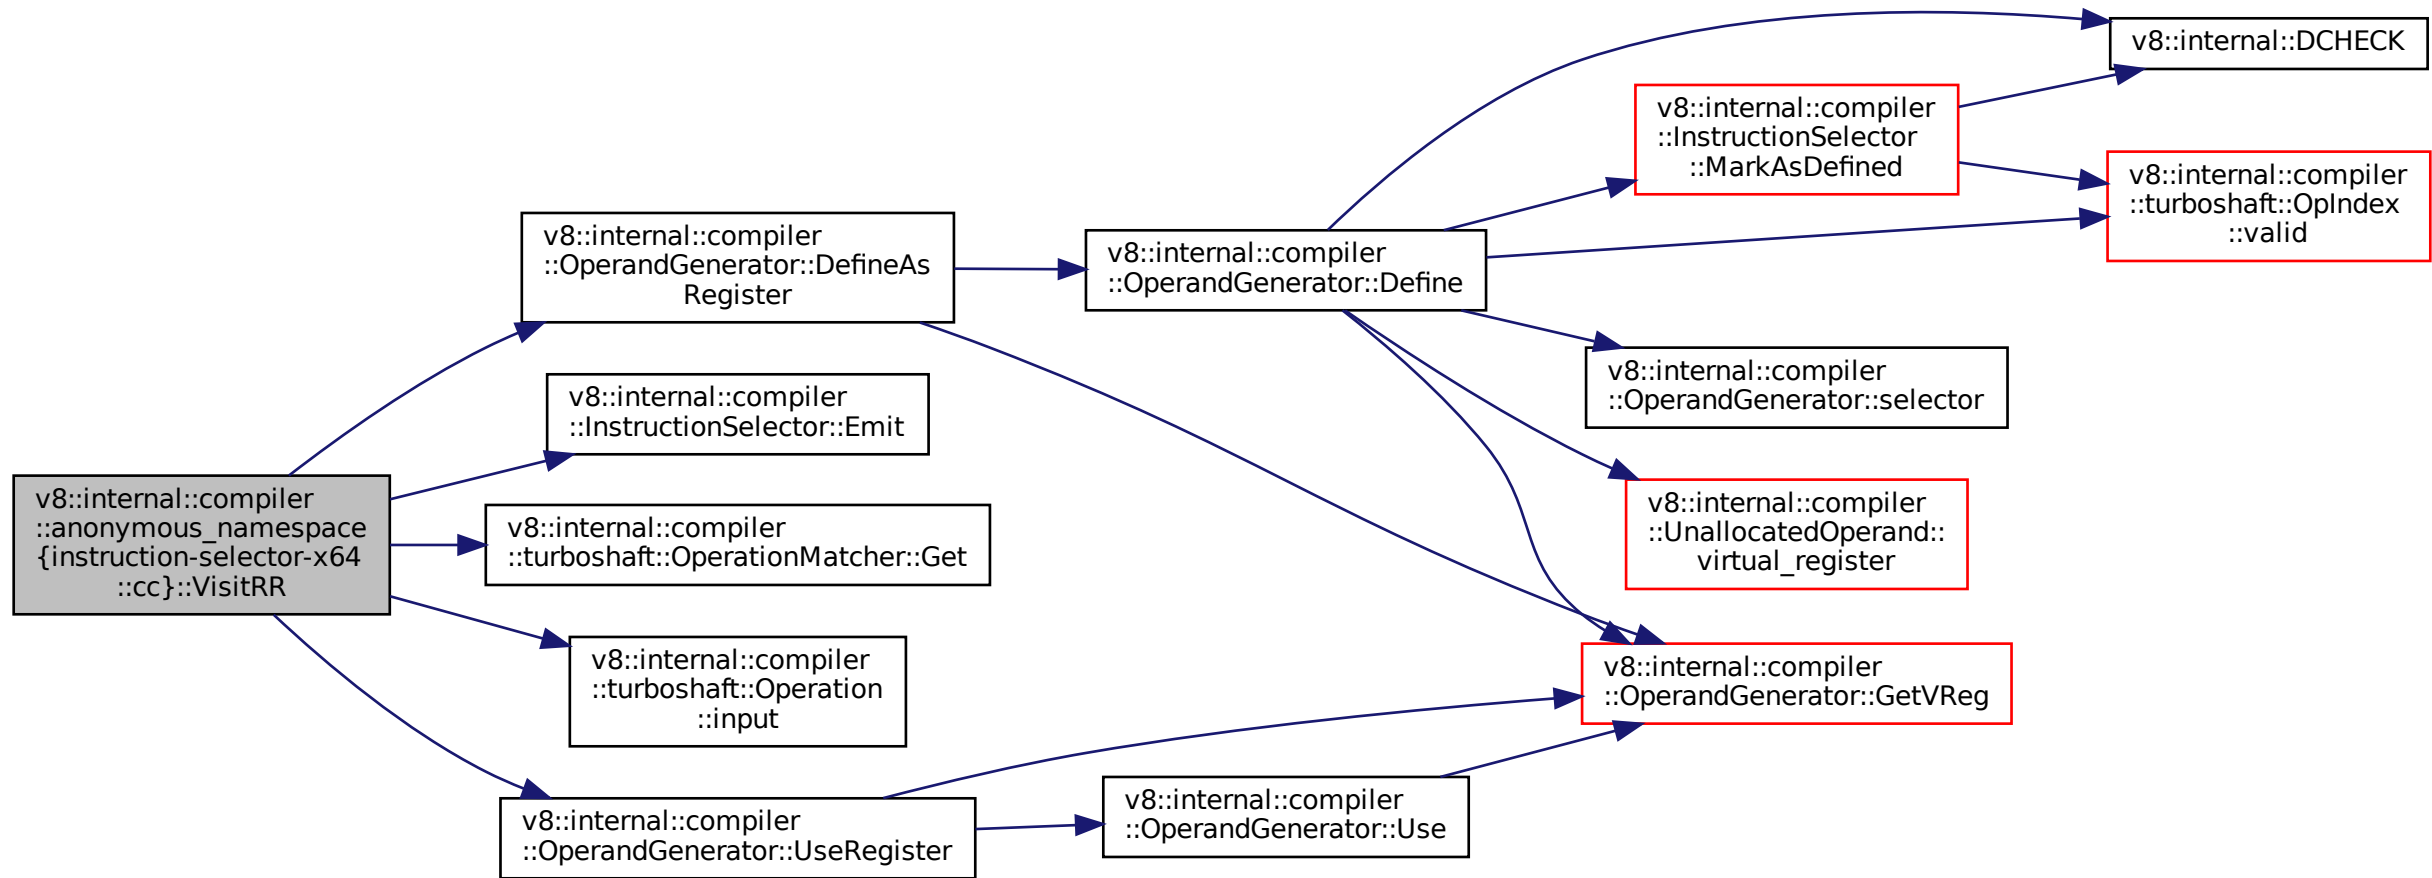 v8::internal::compiler
::anonymous_namespace
{instruction-selector-x64
::cc}::VisitRR
v8::internal::compiler
::OperandGenerator::DefineAs
Register
v8::internal::compiler
::InstructionSelector::Emit
v8::internal::compiler
::turboshaft::OperationMatcher::Get
v8::internal::compiler
::turboshaft::Operation
::input
v8::internal::compiler
::OperandGenerator::UseRegister
v8::internal::compiler
::OperandGenerator::Define
v8::internal::compiler
::OperandGenerator::Use
v8::internal::compiler
::InstructionSelector
::MarkAsDefined
v8::internal::compiler
::OperandGenerator::selector
v8::internal::compiler
::UnallocatedOperand::
virtual_register
v8::internal::compiler
::OperandGenerator::GetVReg
v8::internal::DCHECK
v8::internal::compiler
::turboshaft::OpIndex
::valid